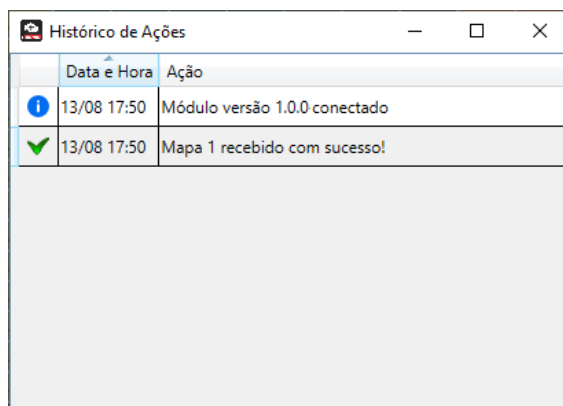 Histórico de Ações
Data e Hora Ação
13/08 17:50 Módulo versão 1.0.0 conectado
13/08 17:50 Mapa 1 recebido com sucesso!